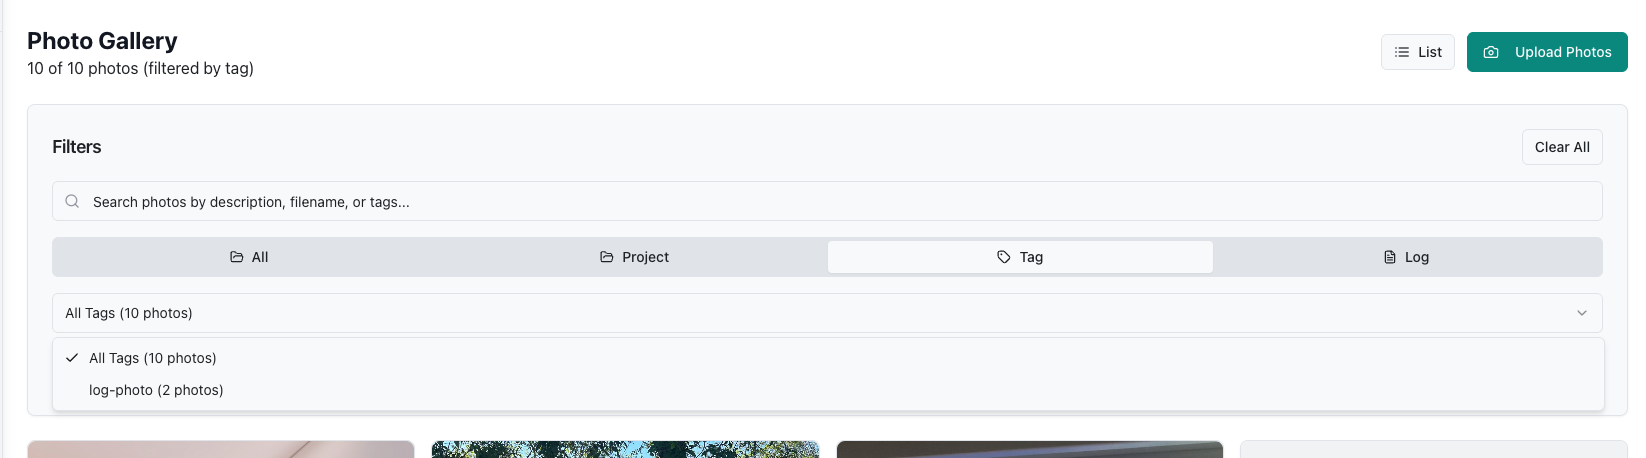 Photo Gallery
10 of 10 photos (filtered by tag)
List
Upload Photos
Filters
Clear All
Search photos by description, filename, or tags...
All
Project
Tag
Log
All Tags (10 photos)
All Tags (10 photos)
log-photo (2 photos)